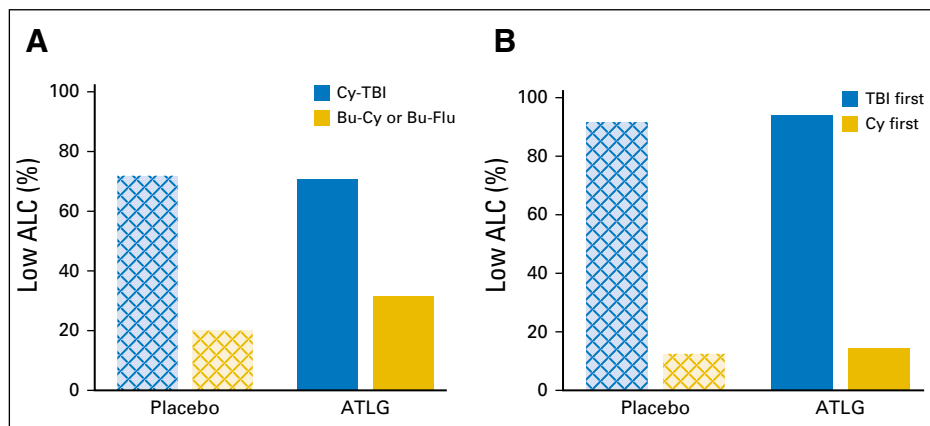 A
Low ALC (%)
100
80
60
40
20
0
Cy-TBI
Bu-Cy or Bu-Flu
Placebo
ATLG
B
Low ALC (%)
100
80
60
40
20
0
TBI first
Cy first
Placebo
ATLG